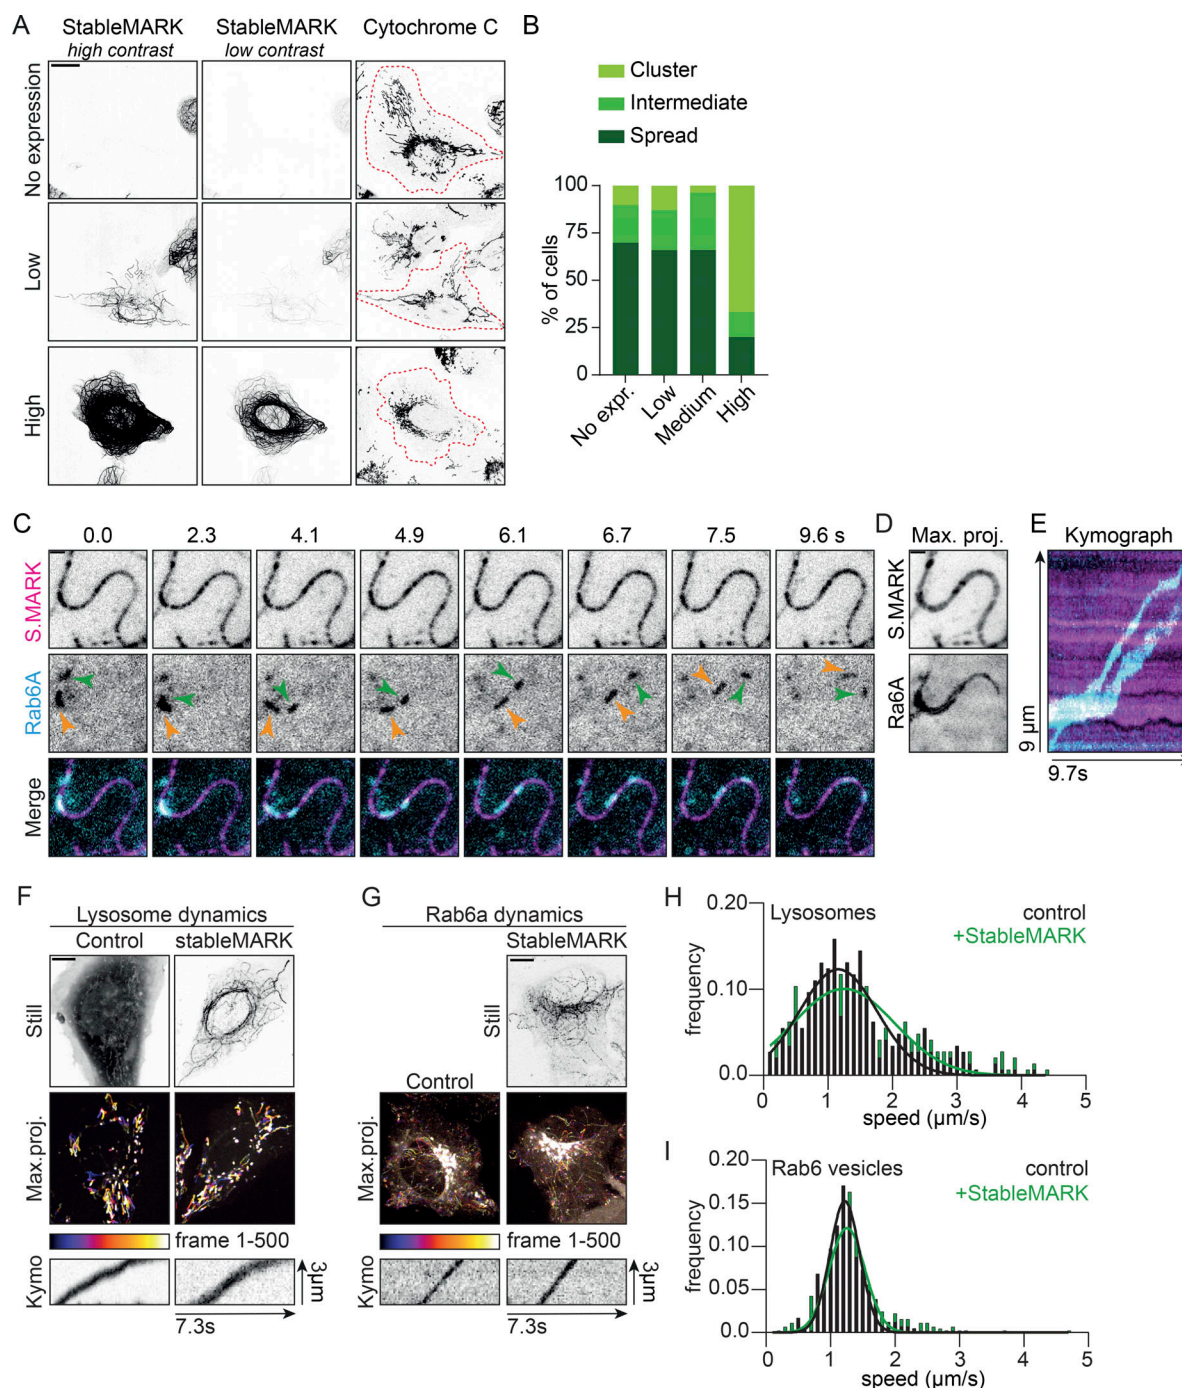 A
StableMARK
high contrast
StableMARK
low contrast
Cytochrome C
No expression
Low
High
B
Cluster
Intermediate
Spread
% of cells
100
75
50
25
0
No expr.
Low
Medium
High
C
0.0 2.3 4.1 4.9 6.1 6.7 7.5 9.6 s
S.MARK
Rab6A
Merge
D
Max. proj.
S.MARK
Ra6A
E
Kymograph
9 µm
9.7s
F
Lysosome dynamics
Control stableMARK
Still
Max.proj.
frame 1-500
Kymo
3µm
7.3s
G
Rab6a dynamics
StableMARK
Still
Control
Max.proj.
frame 1-500
Kymo
3µm
7.3s
H
Lysosomes
control
+StableMARK
frequency
0.20
0.10
0.0
0 1 2 3 4 5
speed (µm/s)
I
Rab6 vesicles
control
+StableMARK
frequency
0.20
0.15
0.10
0.05
0.0
0 1 2 3 4 5
speed (µm/s)